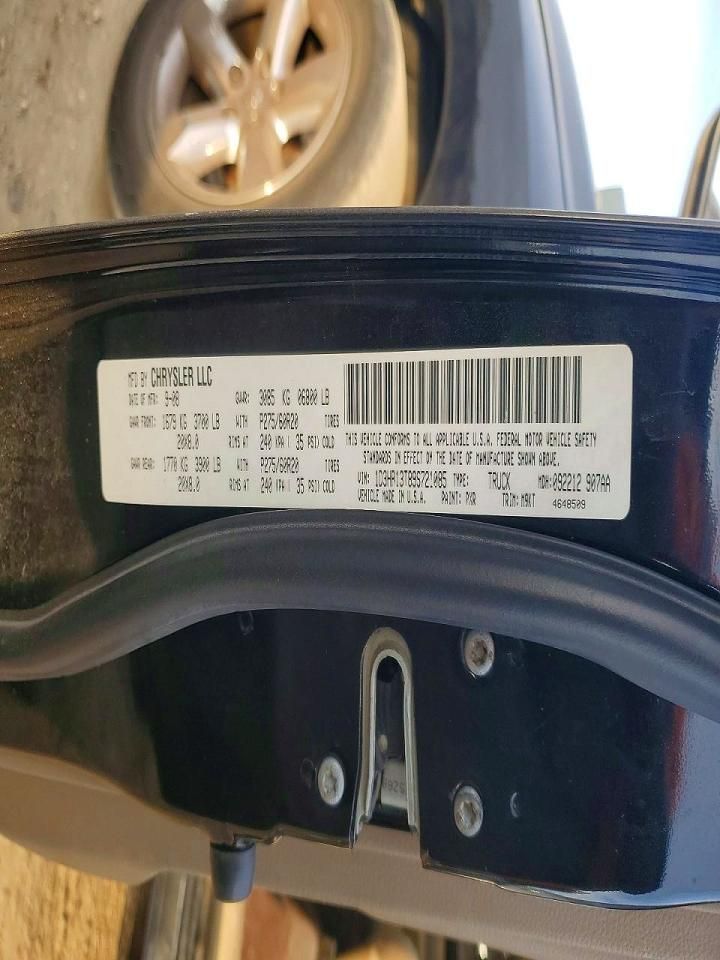 MFD BY CHRYSLER LLC
DATE OF MFR: 9-08 GVWR: 3085 KG 06800 LB
GAWR FRONT: 1679 KG 3700 LB WITH P275/60R20 TIRES
20X8.0 RIMS AT 240 KPA( 35 PSI) COLD
GAWR REAR: 1770 KG 3900 LB WITH P275/60R20 TIRES
20X8.0 RIMS AT 240 KPA( 35 PSI) COLD
THIS VEHICLE CONFORMS TO ALL APPLICABLE U.S.A. FEDERAL MOTOR VEHICLE SAFETY
STANDARDS IN EFFECT ON THE DATE OF MANUFACTURE SHOWN ABOVE.
VIN: 1D3HR13T89S721085 TYPE: TRUCK MDH: 092212 907AA
VEHICLE MADE IN U.S.A. PAINT: PXR TRIM: M9KT 4648509